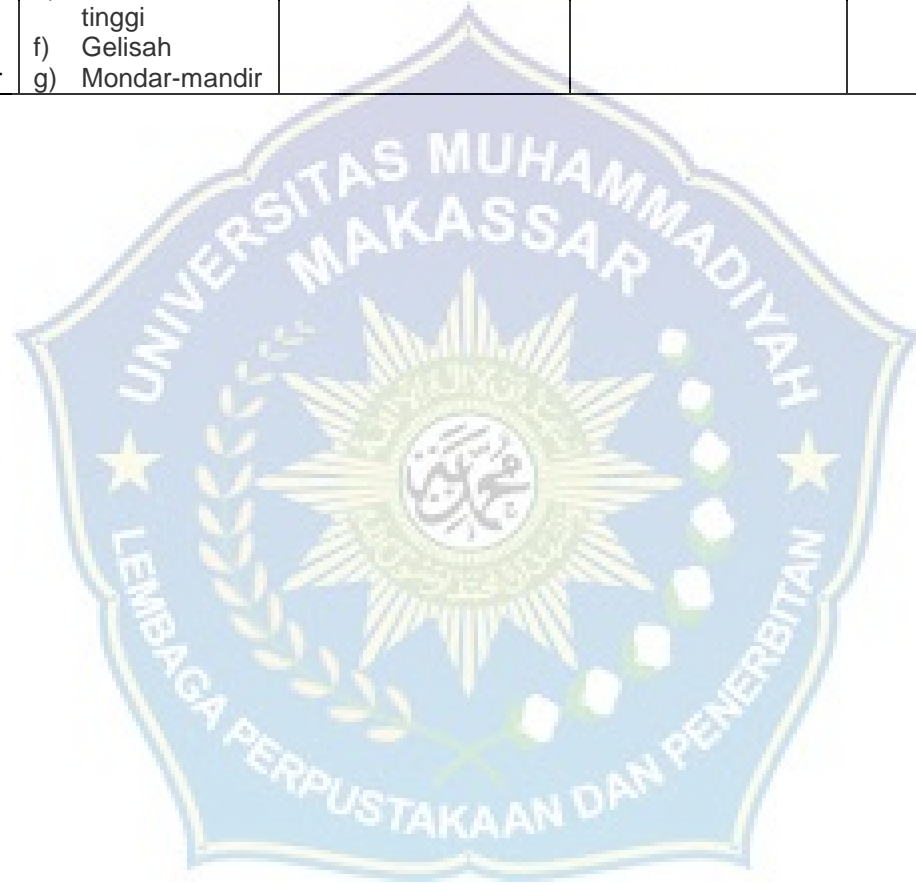 tinggi
f) Gelisah
g) Mondar-mandir
UNIVERSITAS MUHAMMADIYAH
MAKASSAR
LEMBAGA PERPUSTAKAAN DAN PENERBITAN